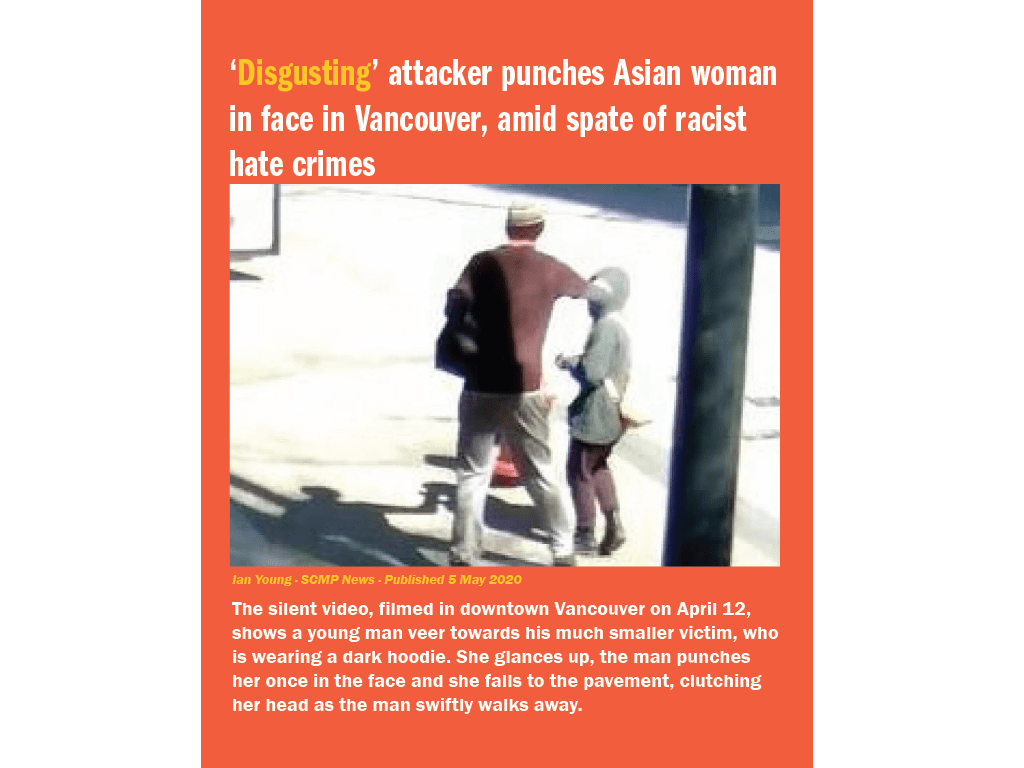 ‘Disgusting’ attacker punches Asian woman
in face in Vancouver, amid spate of racist
hate crimes
Ian Young - SCMP News - Published 5 May 2020
The silent video, filmed in downtown Vancouver on April 12,
shows a young man veer towards his much smaller victim, who
is wearing a dark hoodie. She glances up, the man punches
her once in the face and she falls to the pavement, clutching
her head as the man swiftly walks away.